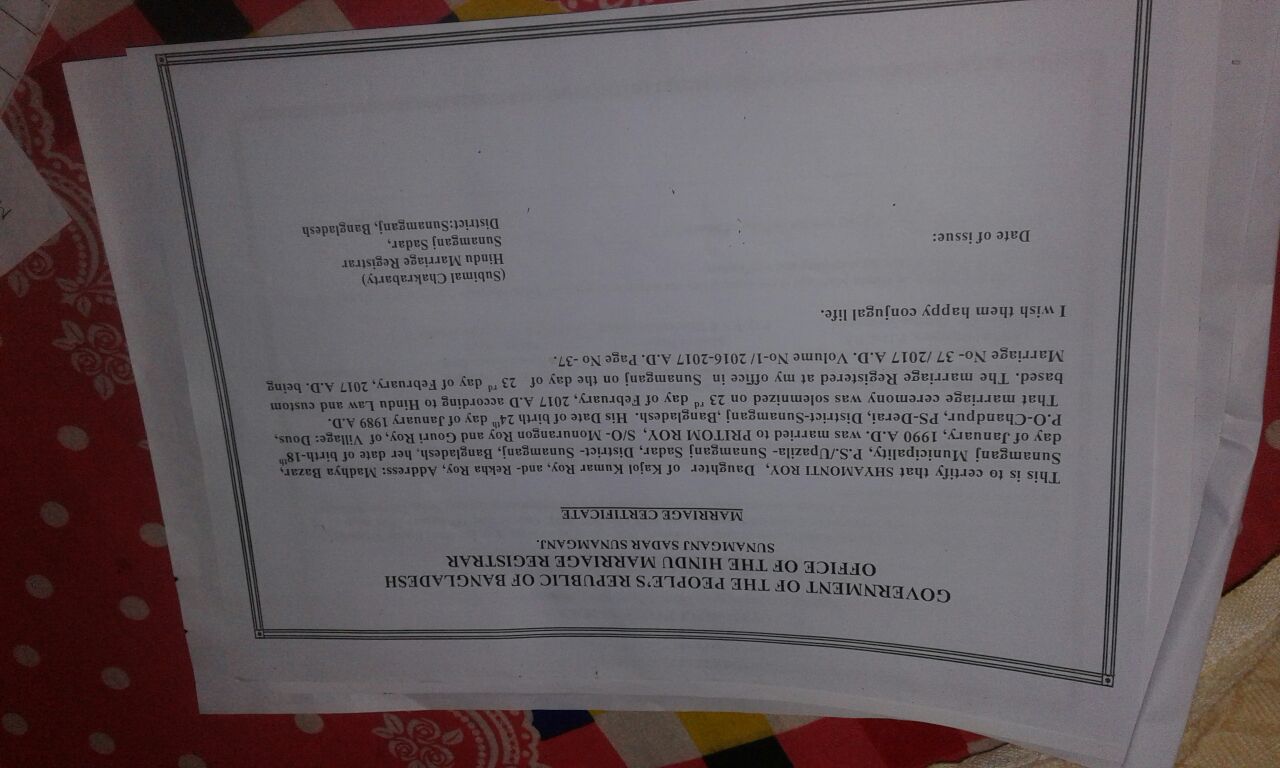 GOVERNMENT OF THE PEOPLE'S REPUBLIC OF BANGLADESH
OFFICE OF THE HINDU MARRIAGE REGISTRAR
SUNAMGANJ SADAR SUNAMGANJ.
MARRIAGE CERTIFICATE
This is to certify that SHYAMONTI ROY, Daughter of Kajol Kumar Roy, and- Rekha Roy, Address: Madhya Bazar,
Sunamganj Municipality, P.S./Upazila- Sunamganj Sadar, District- Sunamganj, Bangladesh, her date of birth-18th
day of January, 1990 A.D. was married to PRITOM ROY, S/O- Monurangon Roy and Gouri Roy, of Village: Dous,
P.O-Chandpur, PS-Derai, District-Sunamganj ,Bangladesh. His Date of birth 24th day of January 1989 A.D.
That marriage ceremony was solemnized on 23 rd day of February, 2017 A.D according to Hindu Law and custom
based. The marriage Registered at my office in Sunamganj on the day of 23 rd day of February, 2017 A.D. being
Marriage No- 37 /2017 A.D. Volume No-1/ 2016-2017 A.D. Page No -37.
I wish them happy conjugal life.
(Subimal Chakrabarty)
Hindu Marriage Registrar
Date of issue:
Sunamganj Sadar,
District:Sunamganj, Bangladesh